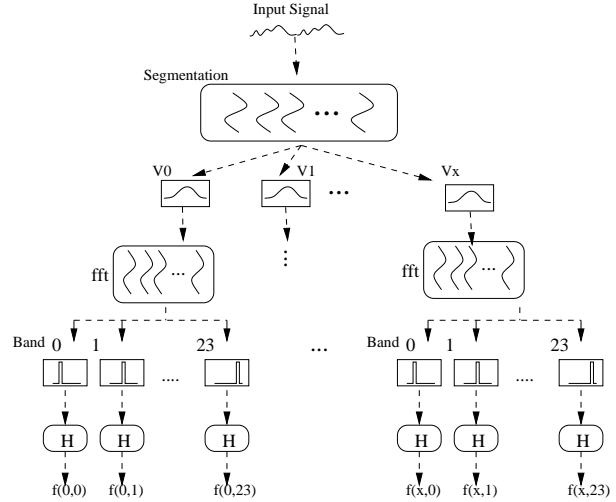 Input Signal
Segmentation
...
V0 V1 Vx
...
fft ... fft ...
Band 0 1 23 ... Band 0 1 23
.... ....
H H H H H H
f(0,0) f(0,1) f(0,23) f(x,0) f(x,1) f(x,23)